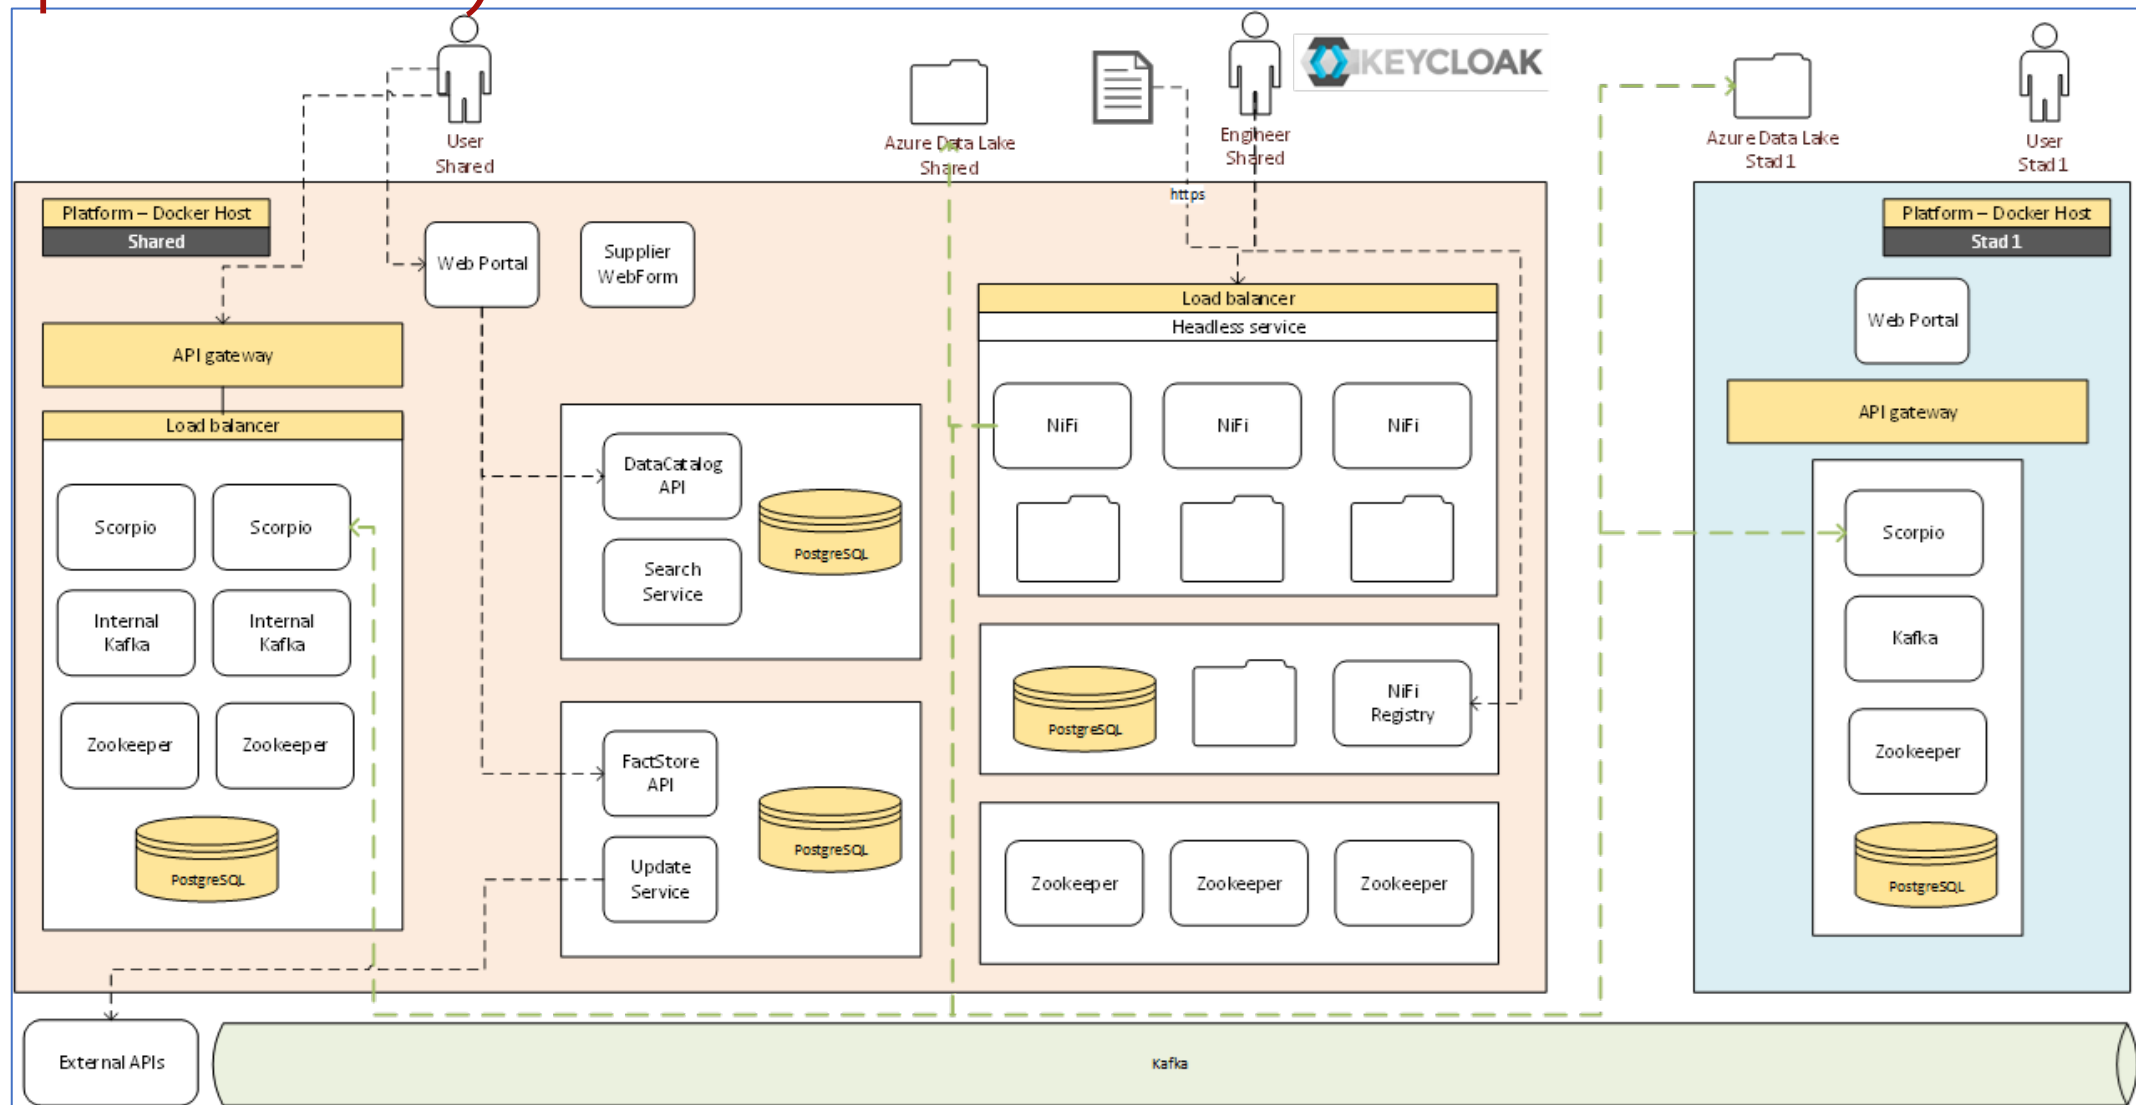 KEYCLOAK
User
Shared
Azure Data Lake
Shared
Engineer
Shared
Azure Data Lake
Stad 1
User
Stad 1
https
Platform – Docker Host
Shared
Web Portal
Supplier
WebForm
API gateway
Load balancer
Scorpio
Scorpio
Internal
Kafka
Internal
Kafka
Zookeeper
Zookeeper
PostgreSQL
DataCatalog
API
Search
Service
PostgreSQL
FactStore
API
Update
Service
PostgreSQL
Load balancer
Headless service
NiFi
NiFi
NiFi
PostgreSQL
NiFi
Registry
Zookeeper
Zookeeper
Zookeeper
Platform – Docker Host
Stad 1
Web Portal
API gateway
Scorpio
Kafka
Zookeeper
PostgreSQL
External APIs
Kafka